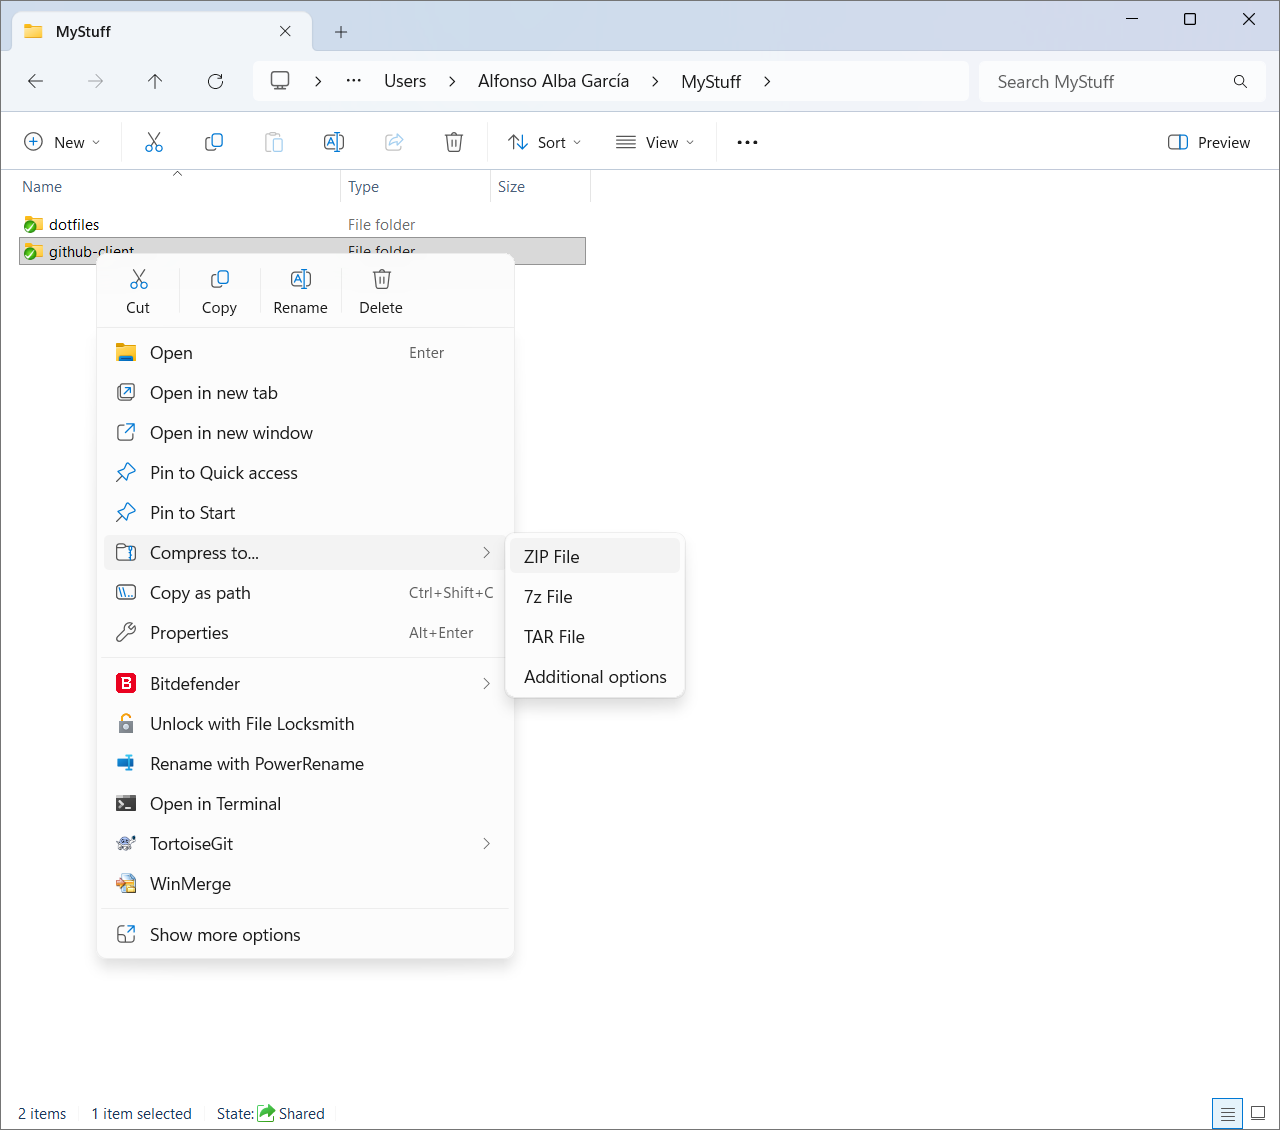 MyStuff
Users
Alfonso Alba García
MyStuff
Search MyStuff
New
Sort
View
Preview
Name
Type
Size
dotfiles
File folder
github-client
File folder
Cut
Copy
Rename
Delete
Open
Enter
Open in new tab
Open in new window
Pin to Quick access
Pin to Start
Compress to...
Copy as path
Ctrl+Shift+C
Properties
Alt+Enter
Bitdefender
Unlock with File Locksmith
Rename with PowerRename
Open in Terminal
TortoiseGit
WinMerge
Show more options
ZIP File
7z File
TAR File
Additional options
2 items
1 item selected
State: Shared